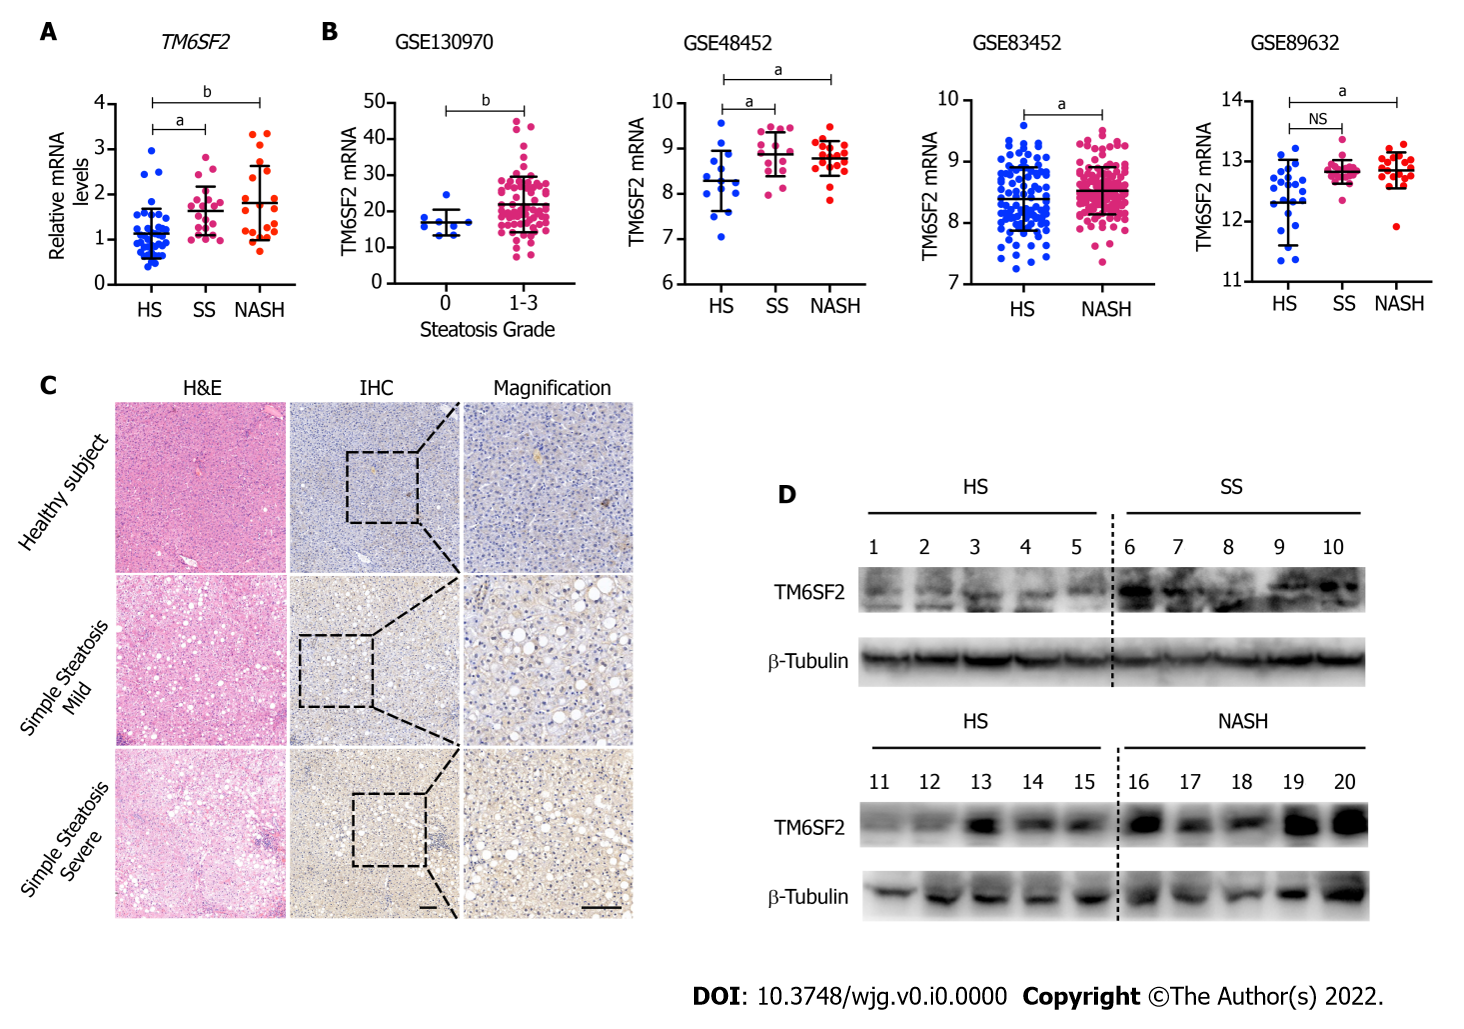 A
TM6SF2
b
a
4
3
2
1
0
Relative mRNA
levels
HS SS NASH
B
GSE130970
b
50
40
30
20
10
0
TM6SF2 mRNA
0 1-3
Steatosis Grade
GSE48452
a
a
10
9
8
7
6
TM6SF2 mRNA
HS SS NASH
GSE83452
a
10
9
8
7
TM6SF2 mRNA
HS NASH
GSE89632
a
NS
14
13
12
11
TM6SF2 mRNA
HS SS NASH
C
H&E IHC Magnification
Healthy subject
Simple Steatosis
Mild
Simple Steatosis
Severe
D
HS SS
1 2 3 4 5 6 7 8 9 10
TM6SF2
β-Tubulin
HS NASH
11 12 13 14 15 16 17 18 19 20
TM6SF2
β-Tubulin
DOI: 10.3748/wjg.v0.i0.0000 Copyright ©The Author(s) 2022.